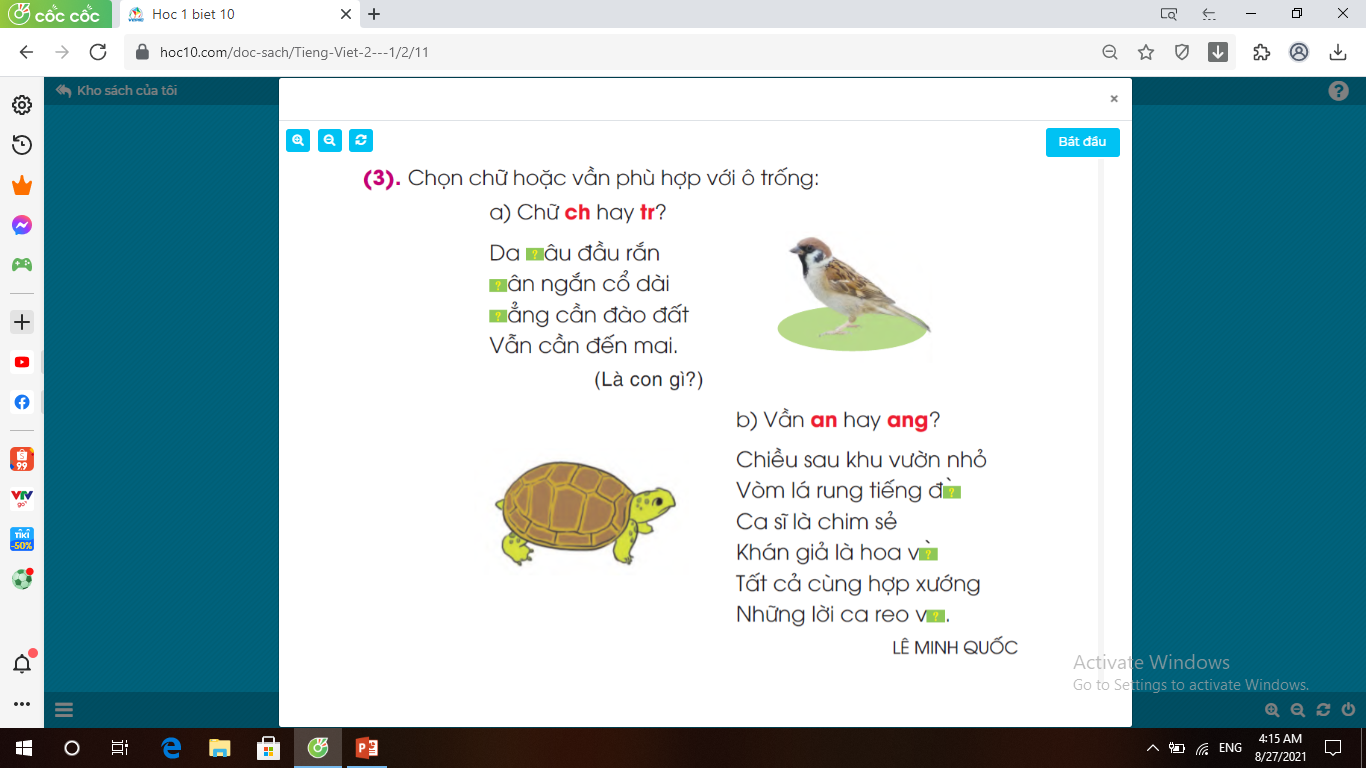 CỐC CỐC
Hoc 1 biet 10
hoc10.com/doc-sach/Tieng-Viet-2---1/2/11
Kho sách của tôi
Bắt đầu
(3). Chọn chữ hoặc vần phù hợp với ô trống:
a) Chữ ch hay tr?
Da ?âu đầu rắn
?ân ngắn cổ dài
?ẳng cần đào đất
Vẫn cần đến mai.
(Là con gì?)
b) Vần an hay ang?
Chiều sau khu vườn nhỏ
Vòm lá rung tiếng đ̀?
Ca sĩ là chim sẻ
Khán giả là hoa v̀?
Tất cả cùng hợp xướng
Những lời ca reo v?.
LÊ MINH QUỐC
Activate Windows
Go to Settings to activate Windows.
99
VTV
go
TIKI
-50%
ENG
4:15 AM
8/27/2021